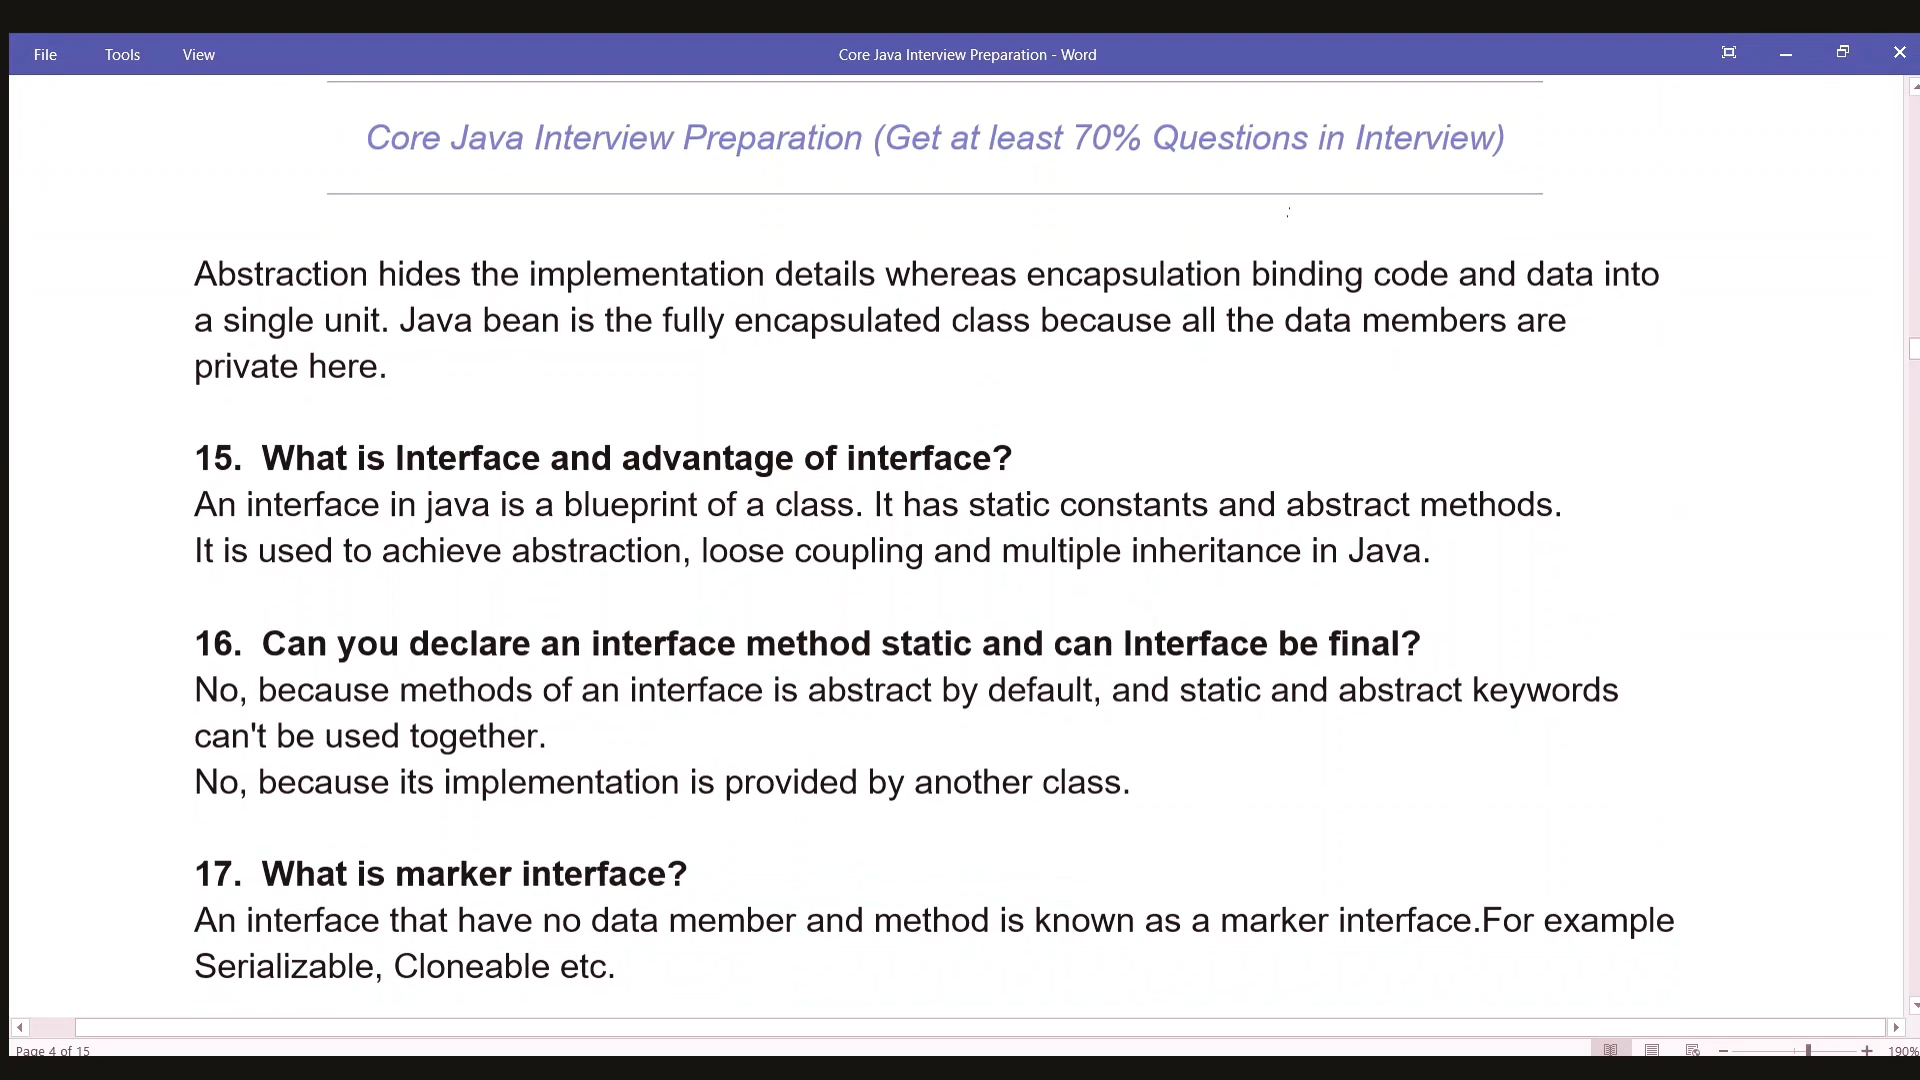 File Tools View Core Java Interview Preparation - Word
Core Java Interview Preparation (Get at least 70% Questions in Interview)
Abstraction hides the implementation details whereas encapsulation binding code and data into
a single unit. Java bean is the fully encapsulated class because all the data members are
private here.
15. What is Interface and advantage of interface?
An interface in java is a blueprint of a class. It has static constants and abstract methods.
It is used to achieve abstraction, loose coupling and multiple inheritance in Java.
16. Can you declare an interface method static and can Interface be final?
No, because methods of an interface is abstract by default, and static and abstract keywords
can't be used together.
No, because its implementation is provided by another class.
17. What is marker interface?
An interface that have no data member and method is known as a marker interface.For example
Serializable, Cloneable etc.
Page 4 of 15 190%